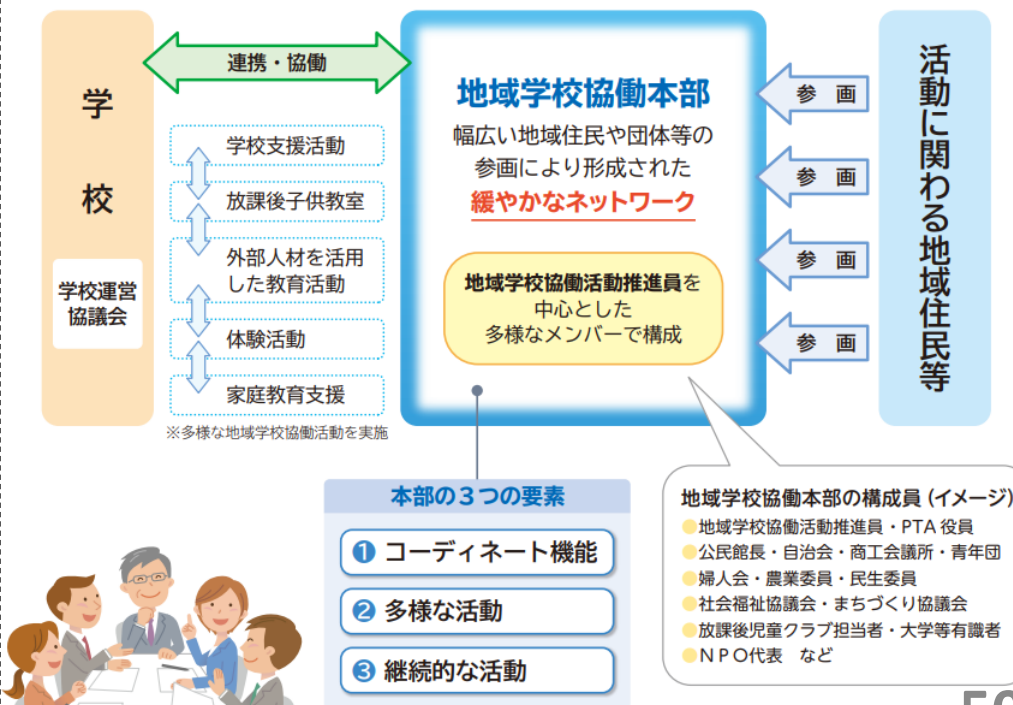 学校
学校運営
協議会
連携・協働
学校支援活動
放課後子供教室
外部人材を活用
した教育活動
体験活動
家庭教育支援
※多様な地域学校協働活動を実施
地域学校協働本部
幅広い地域住民や団体等の
参画により形成された
緩やかなネットワーク
地域学校協働活動推進員を
中心とした
多様なメンバーで構成
参 画
参 画
参 画
参 画
活動に関わる地域住民等
本部の3つの要素
❶ コーディネート機能
❷ 多様な活動
❸ 継続的な活動
地域学校協働本部の構成員(イメージ)
●地域学校協働活動推進員・PTA役員
●公民館長・自治会・商工会議所・青年団
●婦人会・農業委員・民生委員
●社会福祉協議会・まちづくり協議会
●放課後児童クラブ担当者・大学等有識者
●NPO代表 など